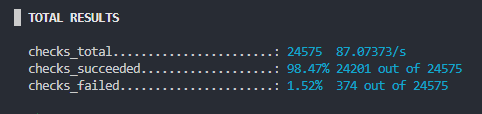 TOTAL RESULTS
checks_total.......................: 24575 87.07373/s
checks_succeeded...................: 98.47% 24201 out of 24575
checks_failed......................: 1.52% 374 out of 24575